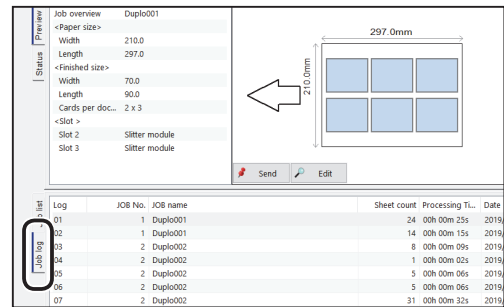 Preview
Status
Job overview Duplo001
<Paper size>
Width 210.0
Length 297.0
<Finished size>
Width 70.0
Length 90.0
Cards per doc... 2 x 3
<Slot >
Slot 2 Slitter module
Slot 3 Slitter module
297.0mm
210.0mm
Send Edit
Job log
Log JOB No. JOB name Sheet count Processing Ti... Date
01 1 Duplo001 24 00h 00m 25s 2019,
02 1 Duplo001 14 00h 00m 15s 2019,
03 2 Duplo002 8 00h 00m 09s 2019,
04 2 Duplo002 1 00h 00m 02s 2019,
05 2 Duplo002 5 00h 00m 06s 2019,
06 2 Duplo002 5 00h 00m 06s 2019,
07 2 Duplo002 31 00h 00m 32s 2019,